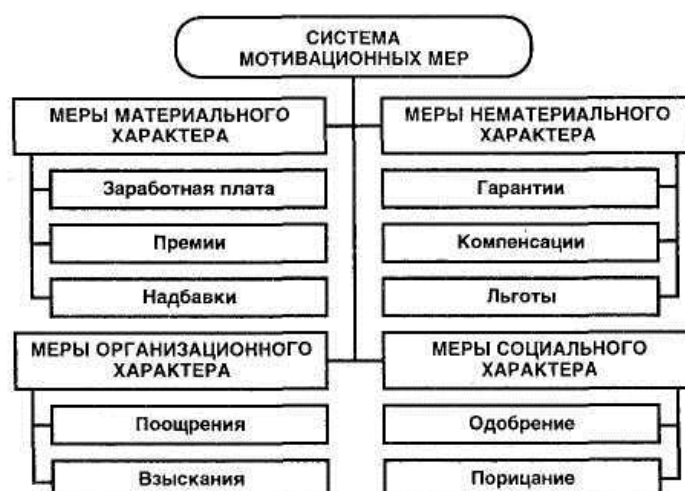 СИСТЕМА
МОТИВАЦИОННЫХ МЕР
МЕРЫ МАТЕРИАЛЬНОГО
ХАРАКТЕРА
Заработная плата
Премии
Надбавки
МЕРЫ НЕМАТЕРИАЛЬНОГО
ХАРАКТЕРА
Гарантии
Компенсации
Льготы
МЕРЫ ОРГАНИЗАЦИОННОГО
ХАРАКТЕРА
Поощрения
Взыскания
МЕРЫ СОЦИАЛЬНОГО
ХАРАКТЕРА
Одобрение
Порицание